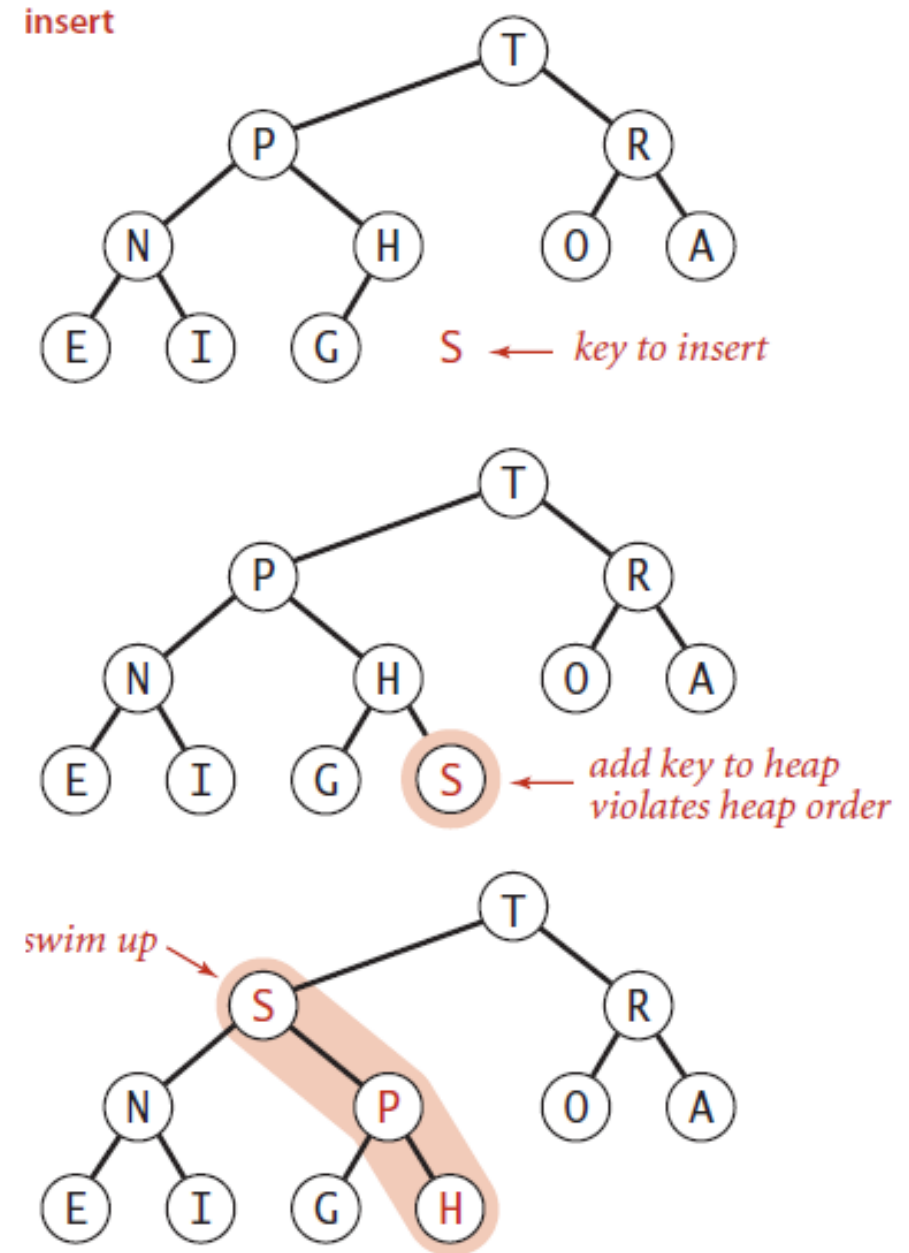 insert
T
P R
N H O A
E I G S ← key to insert
T
P R
N H O A
E I G S ← add key to heap
violates heap order
T
swim up
S R
N P O A
E I G H